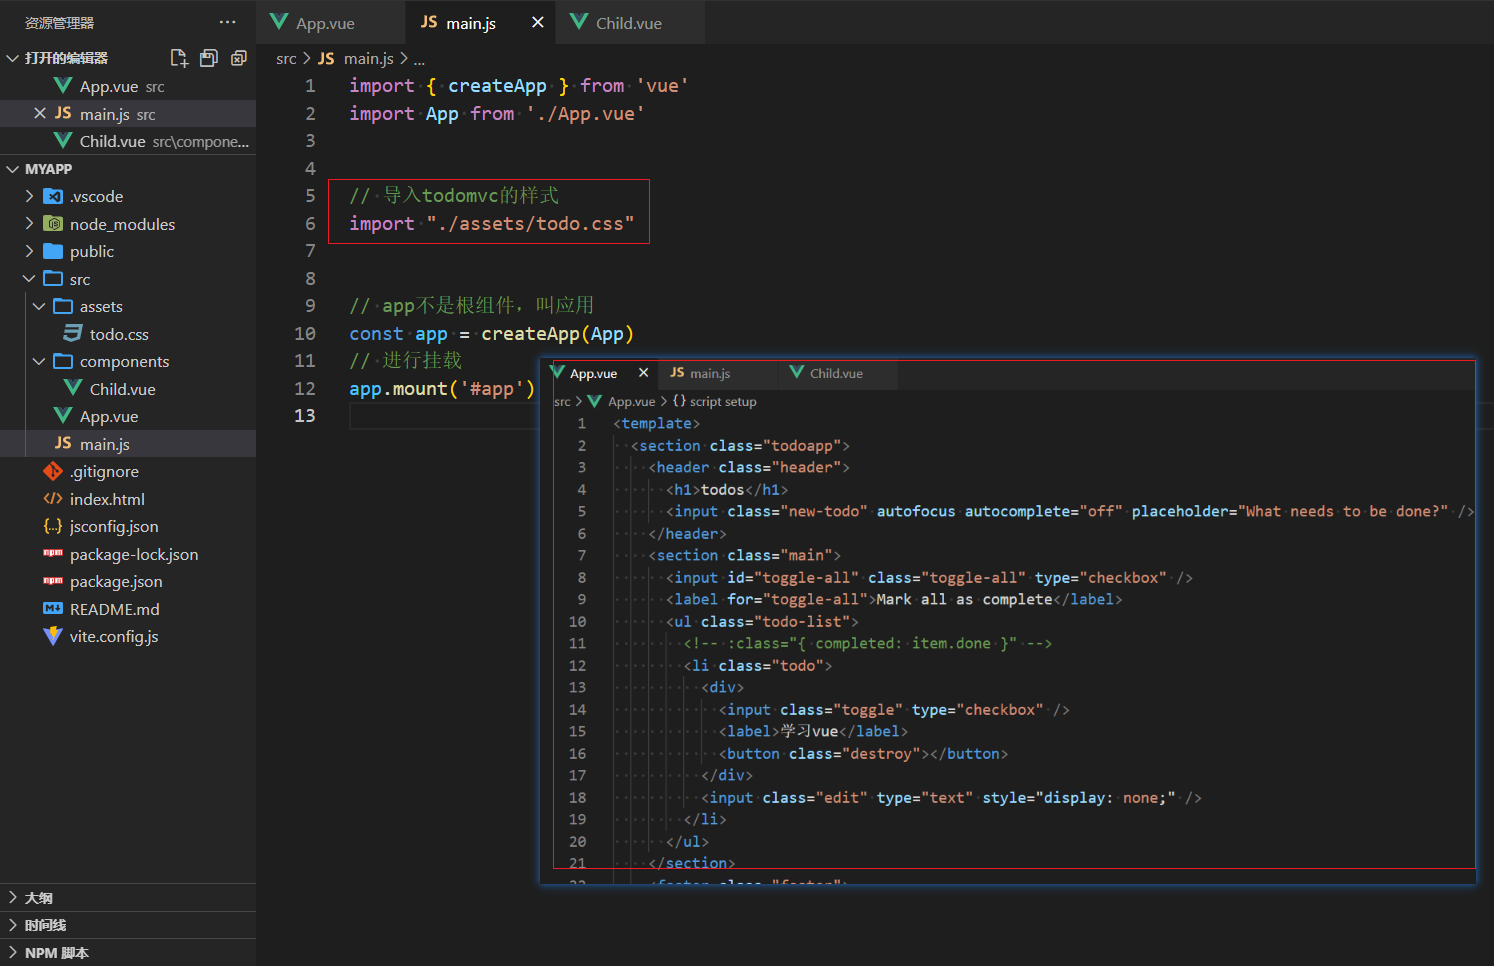 资源管理器
打开的编辑器
App.vue src
main.js src
Child.vue src\compone...
MYAPP
.vscode
node_modules
public
src
assets
todo.css
components
Child.vue
App.vue
main.js
.gitignore
index.html
jsconfig.json
package-lock.json
package.json
README.md
vite.config.js
大纲
时间线
NPM 脚本
App.vue JS main.js Child.vue
src > JS main.js > ...
1 import { createApp } from 'vue'
2 import App from './App.vue'
3
4
5 // 导入todomvc的样式
6 import "./assets/todo.css"
7
8
9 // app不是根组件，叫应用
10 const app = createApp(App)
11 // 进行挂载
12 app.mount('#app')
13
App.vue JS main.js Child.vue
src > App.vue > {} script setup
1 <template>
2 <section class="todoapp">
3 <header class="header">
4 <h1>todos</h1>
5 <input class="new-todo" autofocus autocomplete="off" placeholder="What needs to be done?" />
6 </header>
7 <section class="main">
8 <input id="toggle-all" class="toggle-all" type="checkbox" />
9 <label for="toggle-all">Mark all as complete</label>
10 <ul class="todo-list">
11 <!-- :class="{ completed: item.done }" -->
12 <li class="todo">
13 <div>
14 <input class="toggle" type="checkbox" />
15 <label>学习vue</label>
16 <button class="destroy"></button>
17 </div>
18 <input class="edit" type="text" style="display: none;" />
19 </li>
20 </ul>
21 </section>
22 <footer class="footer">